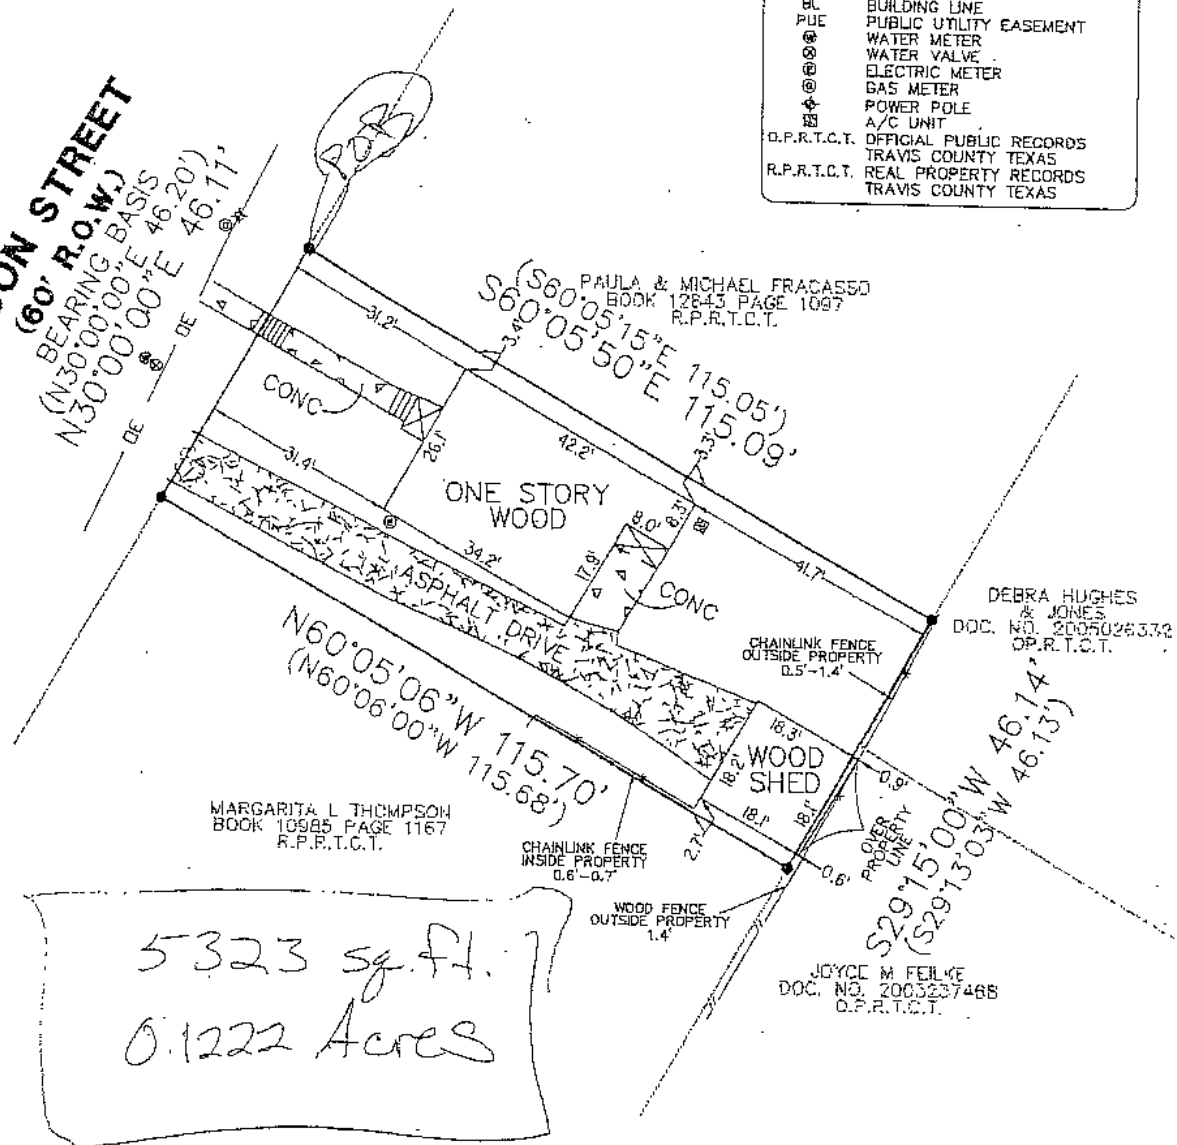 BL BUILDING LINE
PUE PUBLIC UTILITY EASEMENT
WATER METER
WATER VALVE
ELECTRIC METER
GAS METER
POWER POLE
A/C UNIT
O.P.R.T.C.T. OFFICIAL PUBLIC RECORDS
TRAVIS COUNTY TEXAS
R.P.R.T.C.T. REAL PROPERTY RECORDS
TRAVIS COUNTY TEXAS
STREET
(60' R.O.W.)
BEARING BASIS
(N30°00'00"E 46.20')
N30°00'00"E 46.11'
OE
OE
PAULA & MICHAEL FRACASSO
BOOK 12843 PAGE 1097
R.P.R.T.C.T.
(S60°05'15"E 115.05')
S60°05'50"E 115.09'
31.2'
3.4'
CONC
26.1'
42.2'
3.3'
31.4'
ONE STORY
WOOD
8.0'
8.3'
17.9'
34.2'
41.7'
ASPHALT DRIVE
CONC
DEBRA HUGHES
& JONES
DOC. NO. 2005026332
OP.R.T.C.T.
CHAINLINK FENCE
OUTSIDE PROPERTY
0.5'-1.4'
N60°05'06"W 115.70'
(N60°06'00"W 115.68')
18.3'
WOOD
SHED
18.2'
18.1'
18.1'
0.9'
2.7'
0.6'
OVER
PROPERTY
LINE
S29°15'00"W 46.14'
(S29°13'03"W 46.13')
MARGARITA L THOMPSON
BOOK 10985 PAGE 1167
R.P.R.T.C.T.
CHAINLINK FENCE
INSIDE PROPERTY
0.6'-0.7'
WOOD FENCE
OUTSIDE PROPERTY
1.4'
JOYCE M FEILKE
DOC. NO. 2003237468
O.P.R.T.C.T.
5323 sq.ft.
0.1222 Acres